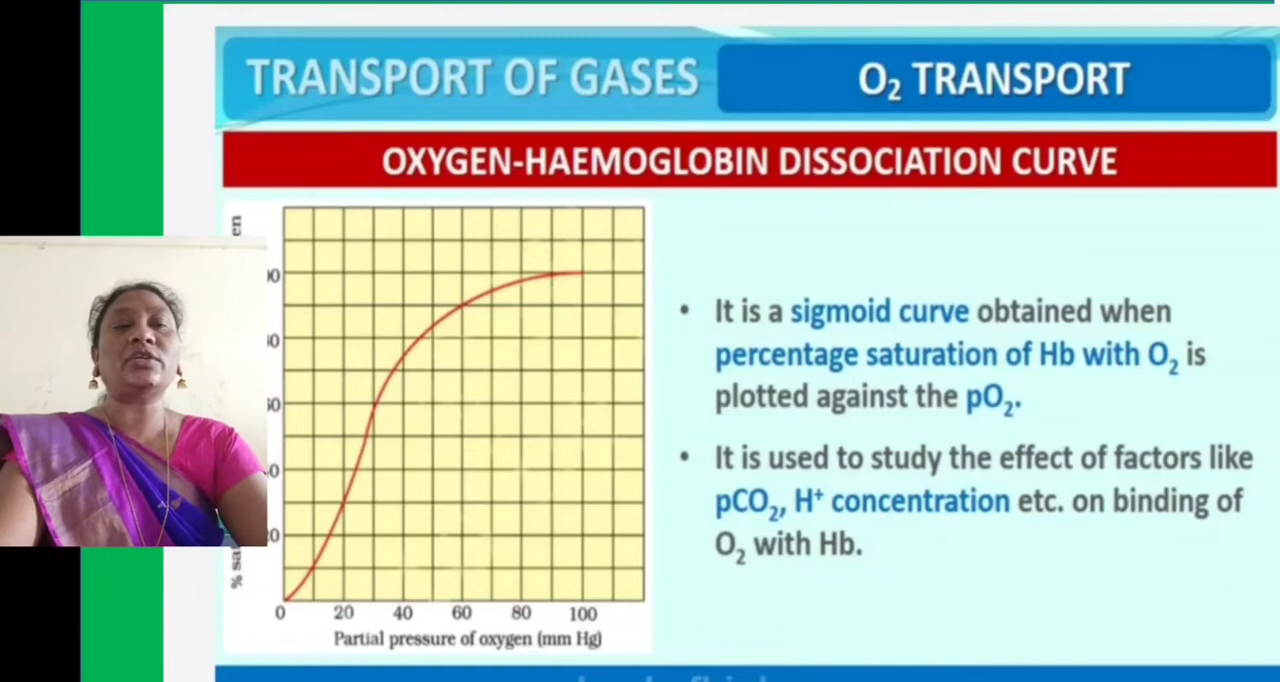 TRANSPORT OF GASES
O₂ TRANSPORT
OXYGEN-HAEMOGLOBIN DISSOCIATION CURVE
0 20 40 60 80 100
Partial pressure of oxygen (mm Hg)
• It is a sigmoid curve obtained when
percentage saturation of Hb with O₂ is
plotted against the pO₂.
• It is used to study the effect of factors like
pCO₂, H⁺ concentration etc. on binding of
O₂ with Hb.